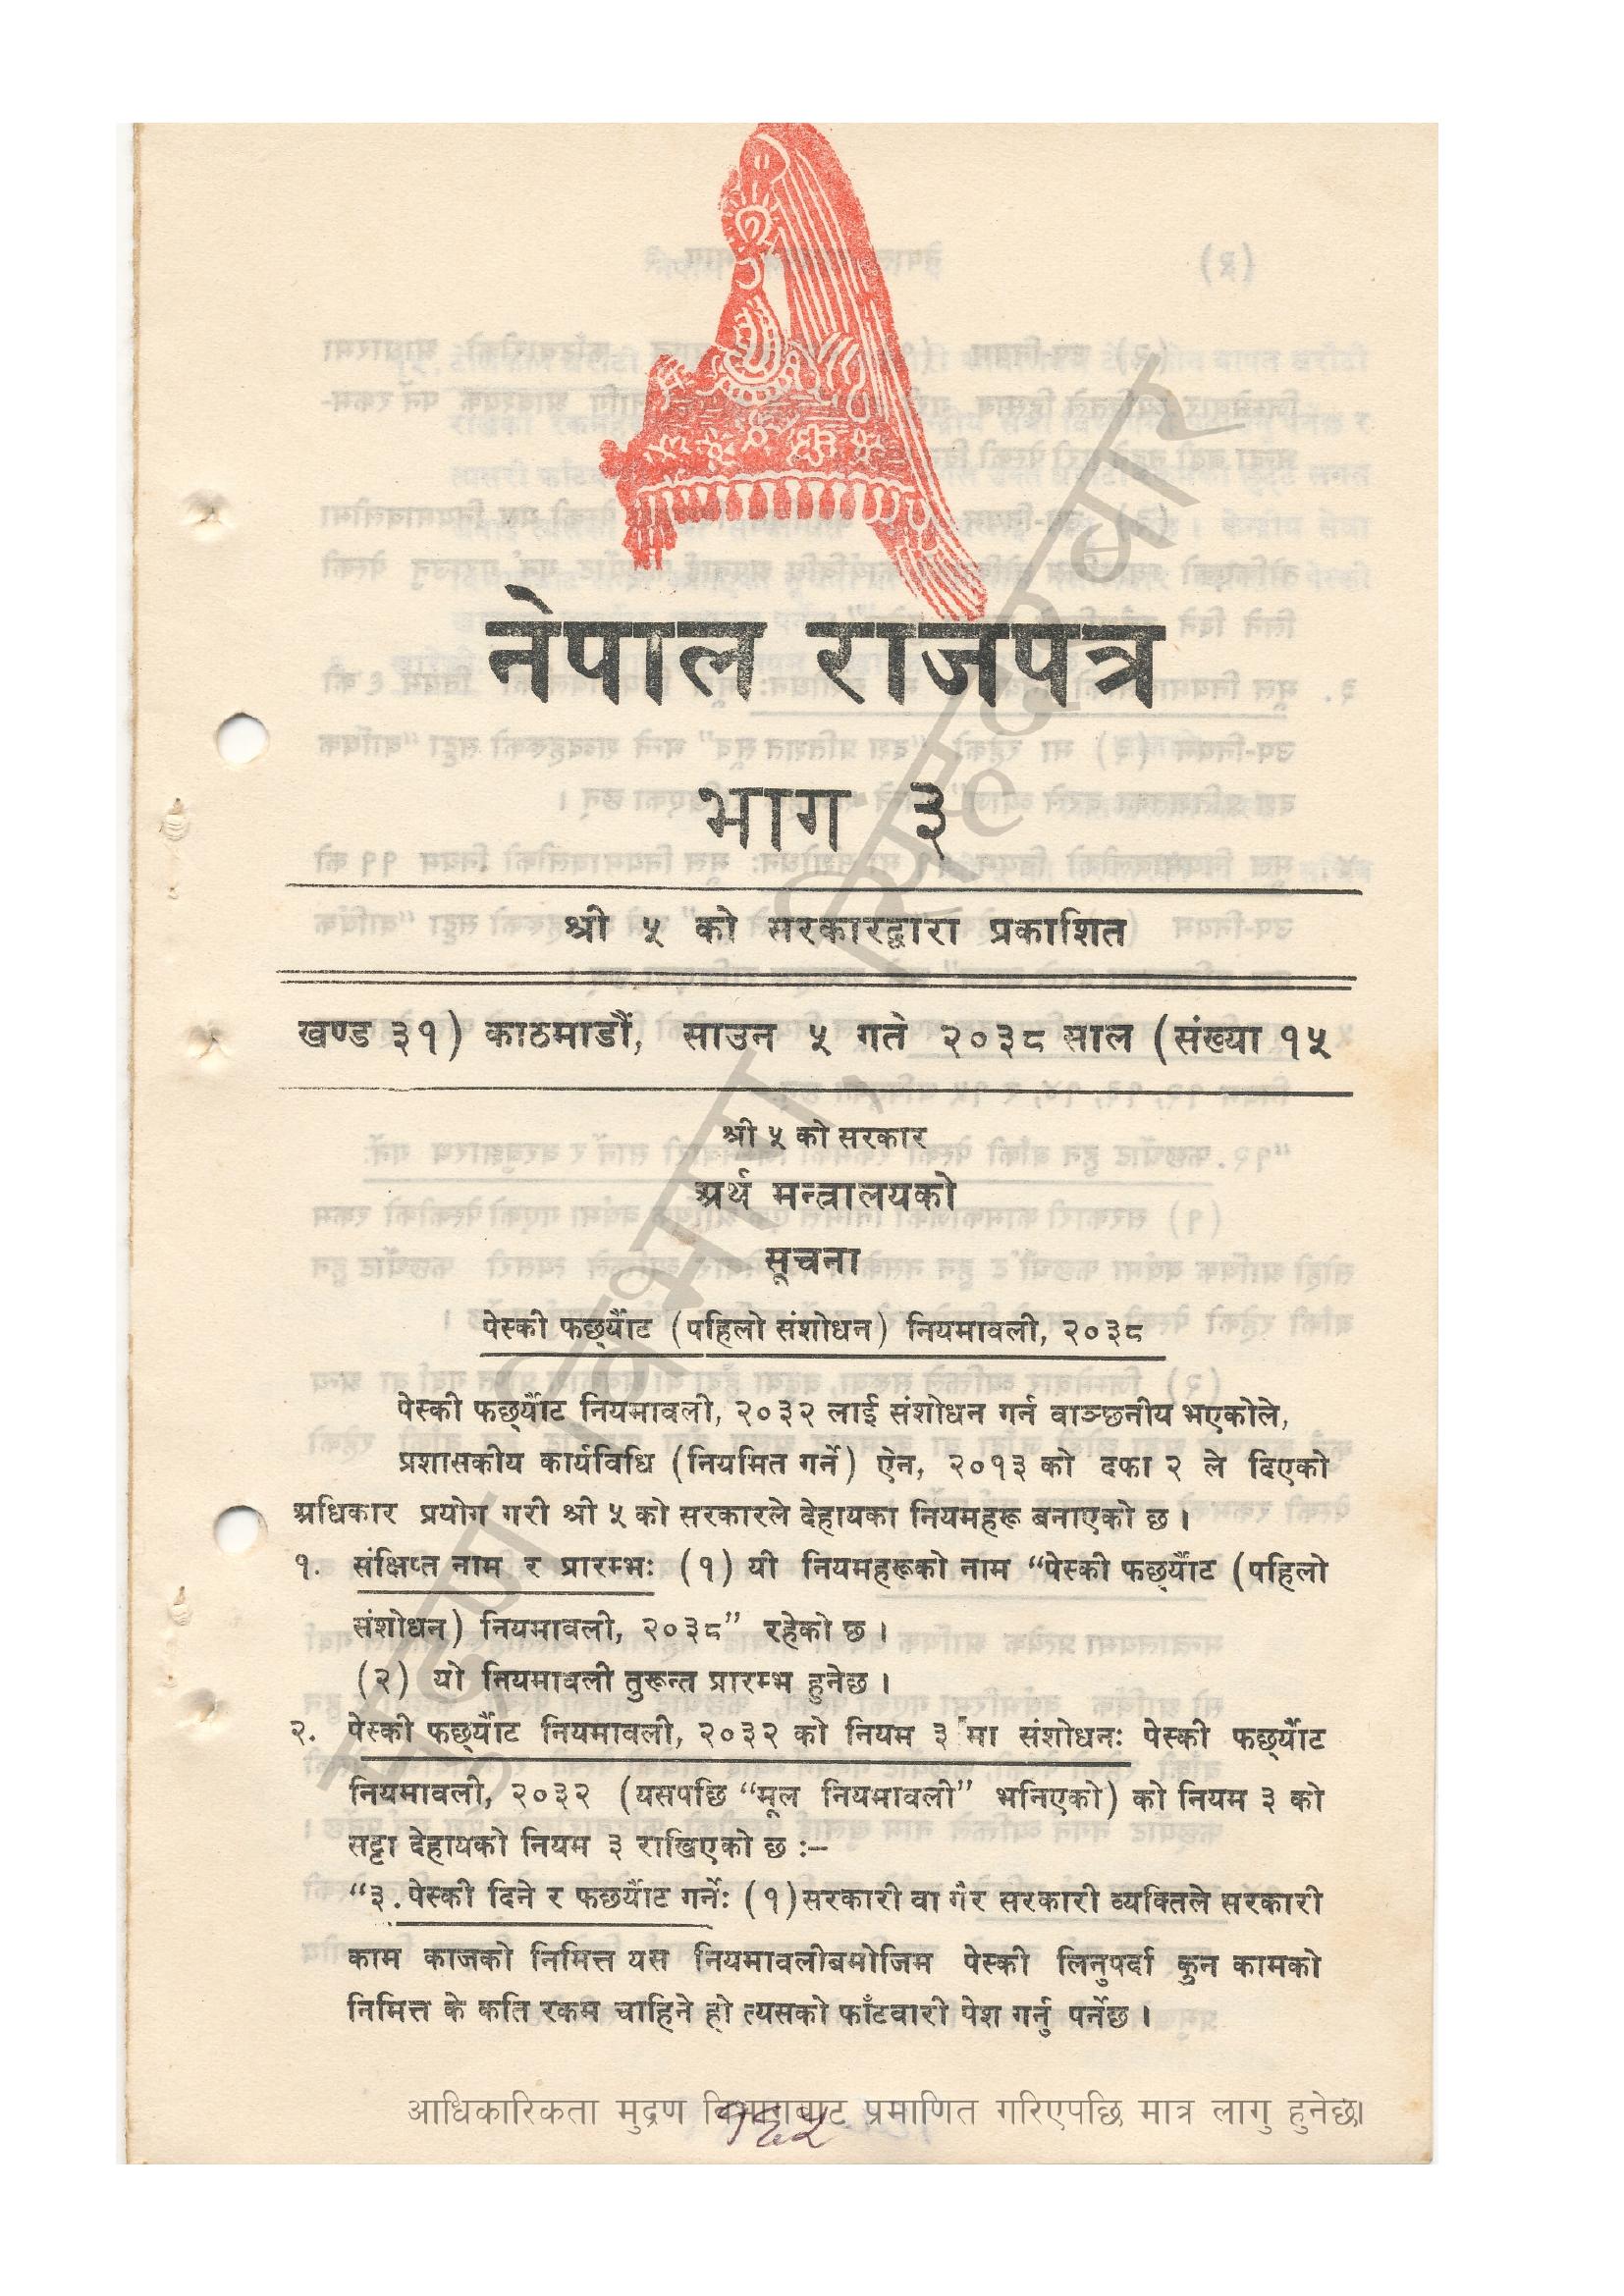 नेपाल राजपत्र
भाग ३
श्री ५ को सरकारद्वारा प्रकाशित
खण्ड ३१) काठमाडौं, साउन ५ गते २०३८ साल (संख्या १५
श्री ५ को सरकार
अर्थ मन्त्रालयको
सूचना
पेस्की फछ्यौंट (पहिलो संशोधन) नियमावली, २०३८
पेस्की फछ्यौंट नियमावली, २०३२ लाई संशोधन गर्न वाञ्छनीय भएकोले,
प्रशासकीय कार्यविधि (नियमित गर्ने) ऐन, २०१३ को दफा २ ले दिएको
अधिकार प्रयोग गरी श्री ५ को सरकारले देहायका नियमहरू बनाएको छ ।
१. संक्षिप्त नाम र प्रारम्भः (१) यी नियमहरूको नाम “पेस्की फछ्यौंट (पहिलो
संशोधन) नियमावली, २०३८” रहेको छ ।
(२) यो नियमावली तुरून्त प्रारम्भ हुनेछ ।
२. पेस्की फछ्यौंट नियमावली, २०३२ को नियम ३ मा संशोधनः पेस्की फछ्यौंट
नियमावली, २०३२ (यसपछि “मूल नियमावली” भनिएको) को नियम ३ को
सट्टा देहायको नियम ३ राखिएको छ :–
“३. पेस्की दिने र फछ्यौंट गर्नेः (१) सरकारी वा गैर सरकारी व्यक्तिले सरकारी
काम काजको निमित्त यस नियमावलीबमोजिम पेस्की लिनुपर्दा कुन कामको
निमित्त के कति रकम चाहिने हो त्यसको फाँटवारी पेश गर्नु पर्नेछ ।
आधिकारिकता मुद्रण विभागबाट प्रमाणित गरिएपछि मात्र लागु हुनेछ।
१६५